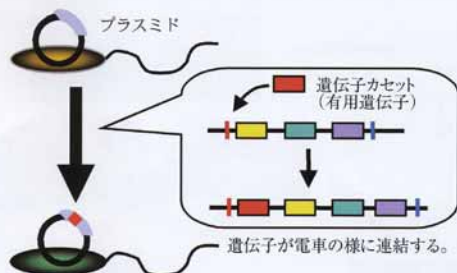 プラスミド
遺伝子カセット
(有用遺伝子)
遺伝子が電車の様に連結する。